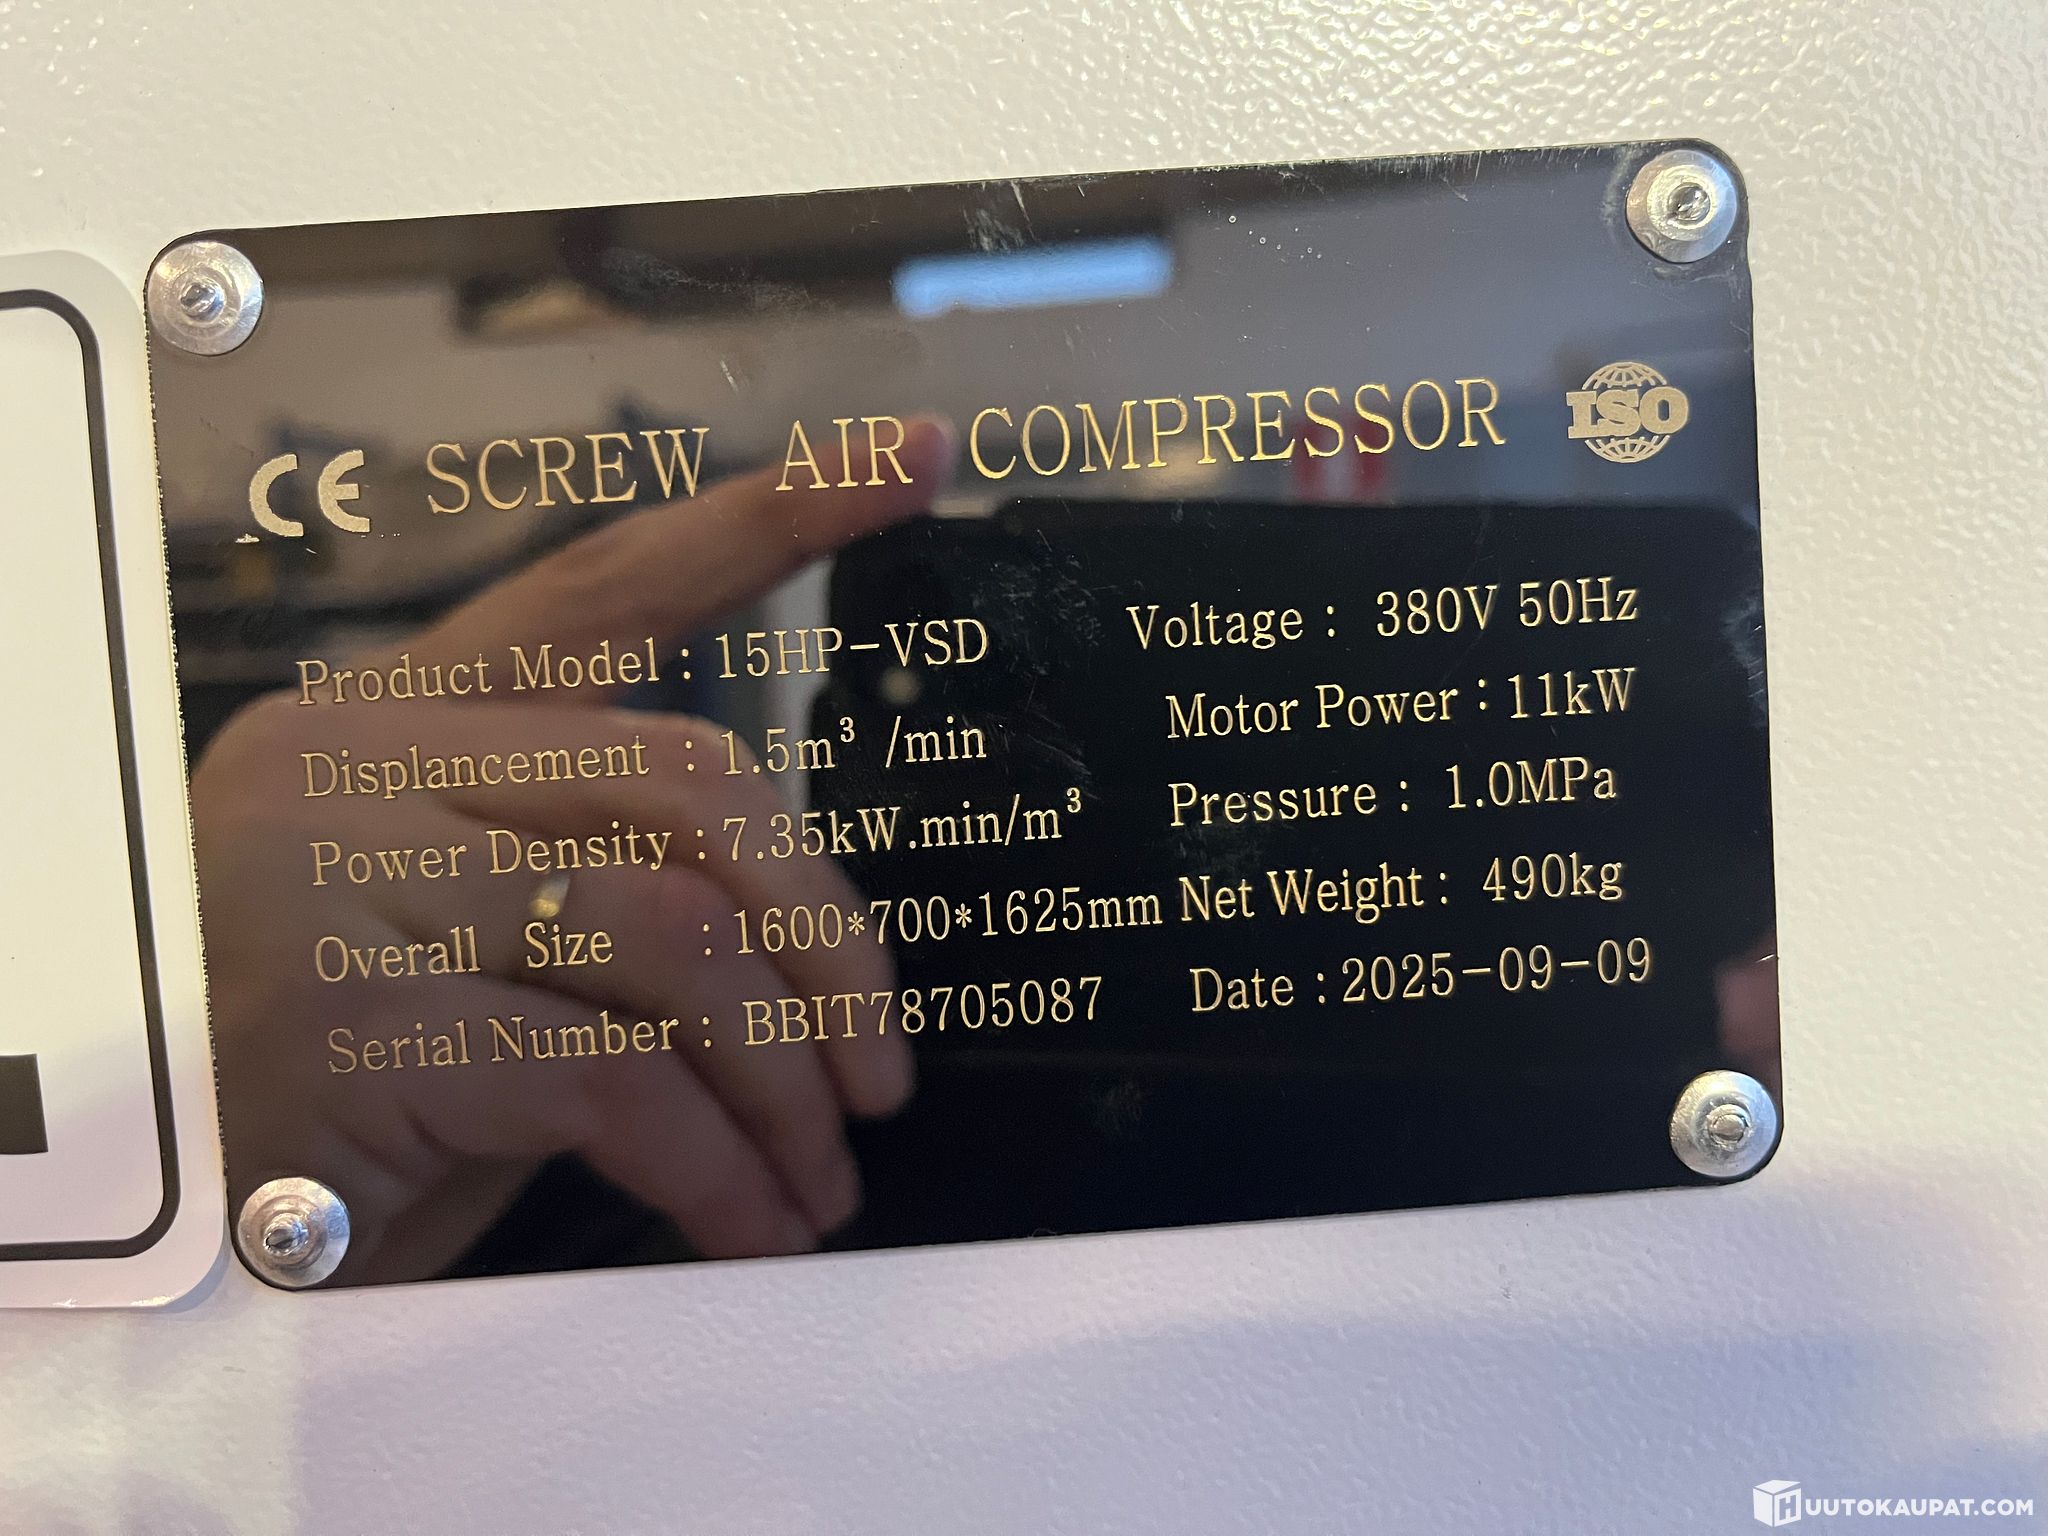 CE SCREW AIR COMPRESSOR ISO
Product Model : 15HP-VSD Voltage : 380V 50Hz
Displancement : 1.5m³ /min Motor Power : 11kW
Power Density : 7.35kW.min/m³ Pressure : 1.0MPa
Overall Size : 1600*700*1625mm Net Weight : 490kg
Serial Number : BBIT78705087 Date : 2025-09-09
HUUTOKAUPAT.COM